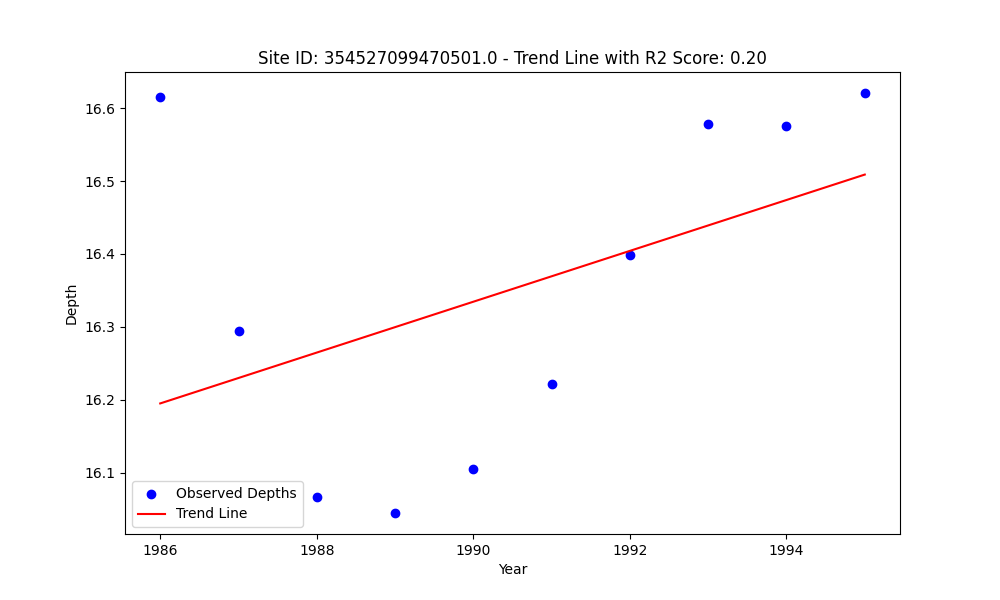 Site ID: 354527099470501.0 - Trend Line with R2 Score: 0.20
16.6
16.5
16.4
16.3
16.2
16.1
Depth
Observed Depths
Trend Line
1986
1988
1990
1992
1994
Year